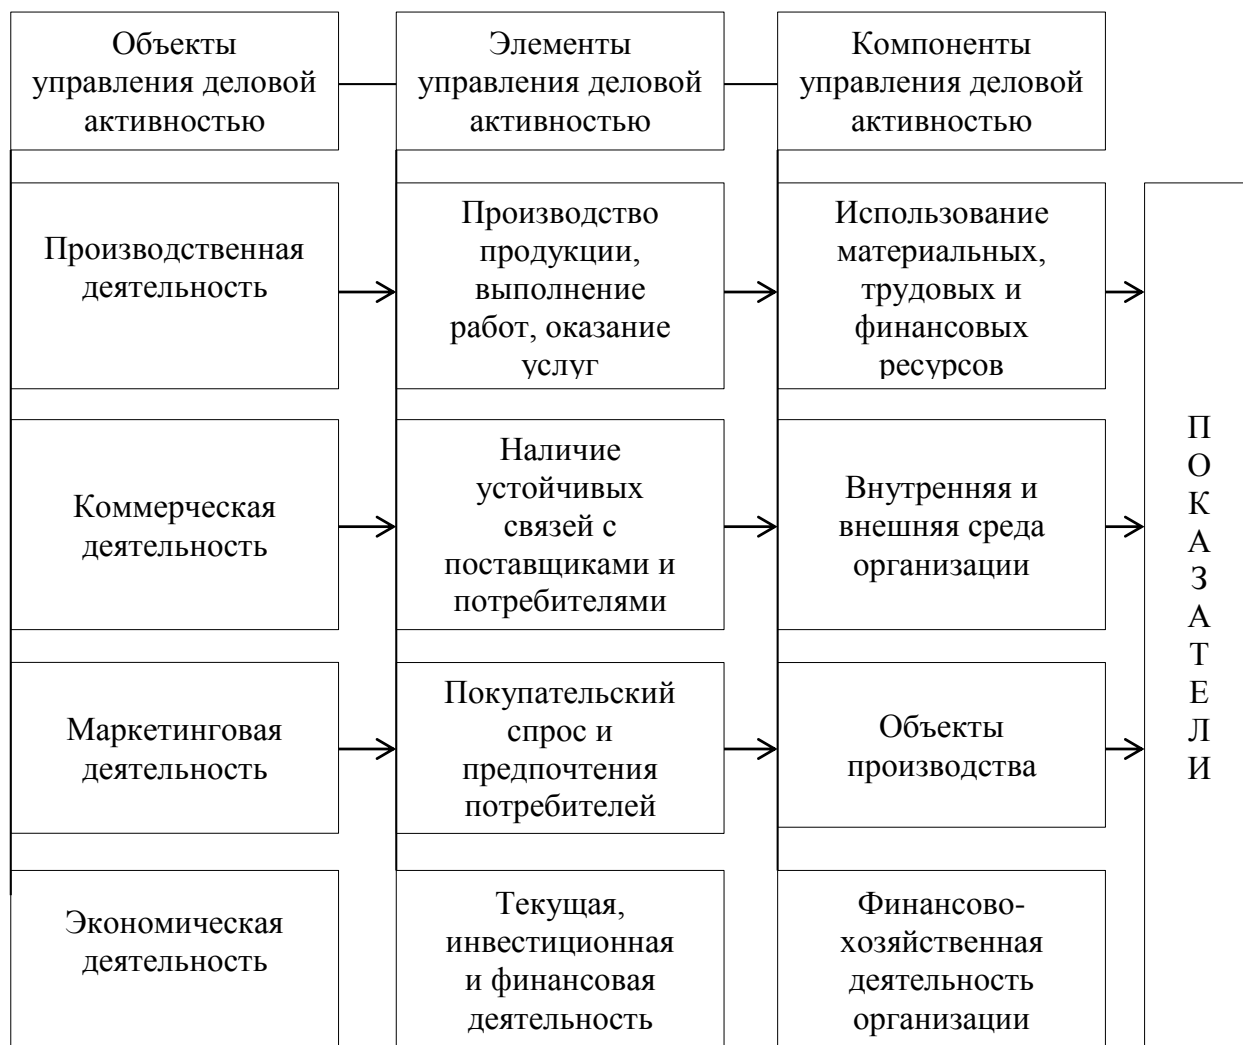 Объекты
управления деловой
активностью
Элементы
управления деловой
активностью
Компоненты
управления деловой
активностью
Производственная
деятельность
Производство
продукции,
выполнение
работ, оказание
услуг
Использование
материальных,
трудовых и
финансовых
ресурсов
Коммерческая
деятельность
Наличие
устойчивых
связей с
поставщиками и
потребителями
Внутренняя и
внешняя среда
организации
Маркетинговая
деятельность
Покупательский
спрос и
предпочтения
потребителей
Объекты
производства
Экономическая
деятельность
Текущая,
инвестиционная
и финансовая
деятельность
Финансово-
хозяйственная
деятельность
организации
П
О
К
А
З
А
Т
Е
Л
И